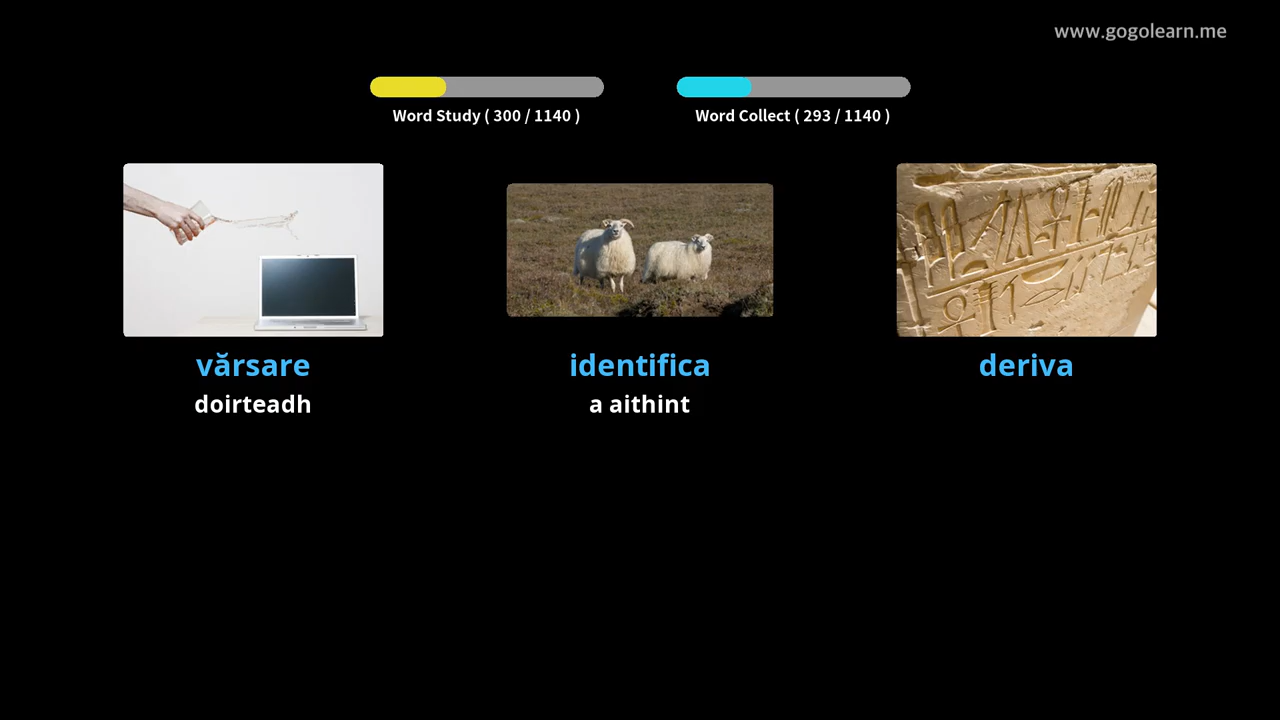 www.gogolearn.me
Word Study ( 300 / 1140 )
Word Collect ( 293 / 1140 )
vărsare
identifica
deriva
doirteadh
a aithint